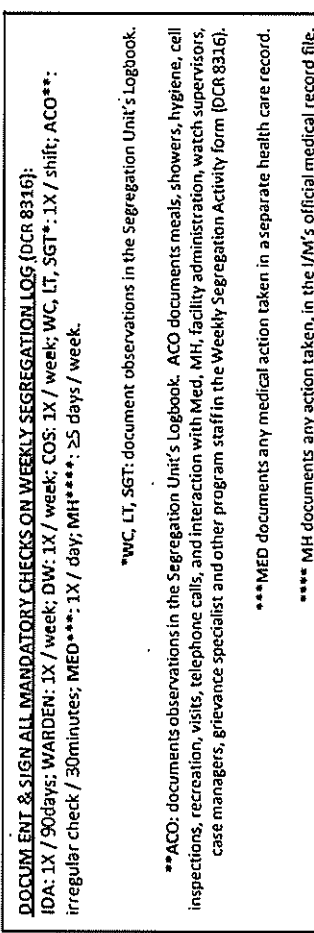 DOCUMENT & SIGN ALL MANDATORY CHECKS ON WEEKLY SEGREGATION LOG (DCR 8316):
IDA: 1X / 90days; WARDEN: 1X / week; DW: 1X / week; COS: 1X / week; WC, LT, SGT*: 1X / shift; ACO**:
irregular check / 30minutes; MED***: 1X / day; MH****: ≥5 days / week.
*WC, LT, SGT: document observations in the Segregation Unit's Logbook.
**ACO: documents observations in the Segregation Unit's Logbook. ACO documents meals, showers, hygiene, cell
inspections, recreation, visits, telephone calls, and interaction with Med, MH, facility administration, watch supervisors,
case managers, grievance specialist and other program staff in the Weekly Segregation Activity form (DCR 8316).
***MED documents any medical action taken in a separate health care record.
**** MH documents any action taken, in the I/M's official medical record file.